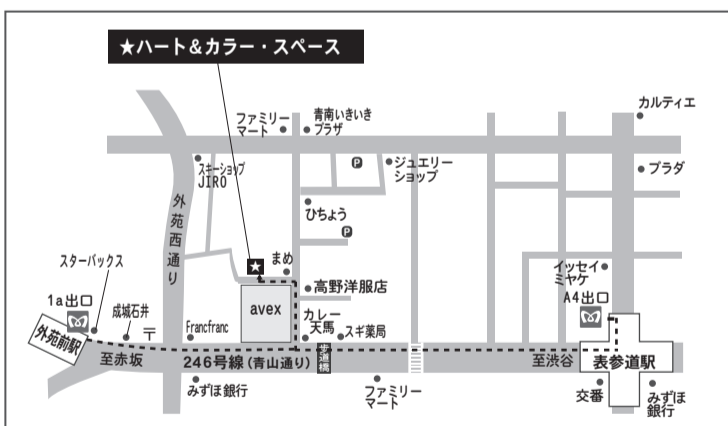 ★ハート＆カラー・スペース
カルティエ
ファミリー
マート
青南いきいき
プラザ
P
ジュエリー
ショップ
プラダ
スキーショップ
JIRO
外苑西通り
ひちょう
P
スターバックス
★
まめ
イッセイ
ミヤケ
高野洋服店
1a出口
成城石井
〒
avex
A4出口
Francfranc
カレー
天馬
スギ薬局
外苑前駅
至赤坂
246号線(青山通り)
歩道橋
至渋谷
表参道駅
みずほ銀行
ファミリー
マート
交番
みずほ
銀行